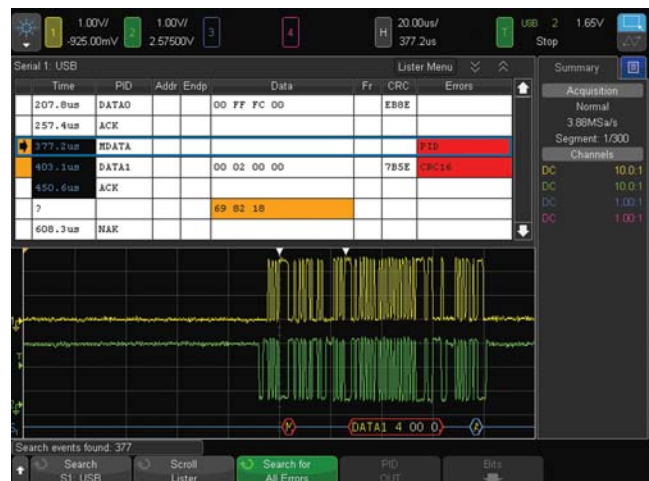 1 1.00V/ 2 1.00V/ 3 4 H 20.00us/ T USB 2 1.65V
-925.00mV 2.57500V 377.2us Stop
Serial 1: USB Lister Menu Summary
Time PID Addr Endp Data Fr CRC Errors
207.8us DATA0 00 FF FC 00 EB8E
257.4us ACK
377.2us MDATA PID
403.1us DATA1 00 02 00 00 7B5E CRC16
450.6us ACK
? 69 82 18
608.3us NAK
Acquisition
Normal
3.88MSa/s
Segment: 1/300
Channels
DC 10.0:1
DC 10.0:1
DC 1.00:1
DC 1.00:1
T
M DATA1 4 00 0 A
Search events found: 377
Search Scroll Search for PID Bits
S1: USB Lister All Errors OUT